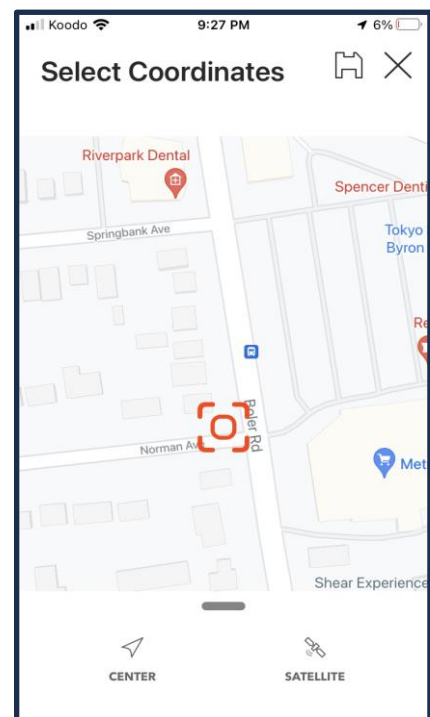 Koodo 9:27 PM 6%
Select Coordinates
Riverpark Dental
Spencer Denti
Springbank Ave
Tokyo
Byron
Re
Boler Rd
Norman Ave
Met
Shear Experience
CENTER SATELLITE